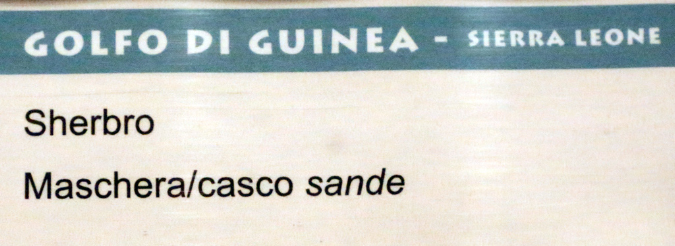 GOLFO DI GUINEA - SIERRA LEONE
Sherbro
Maschera/casco sande